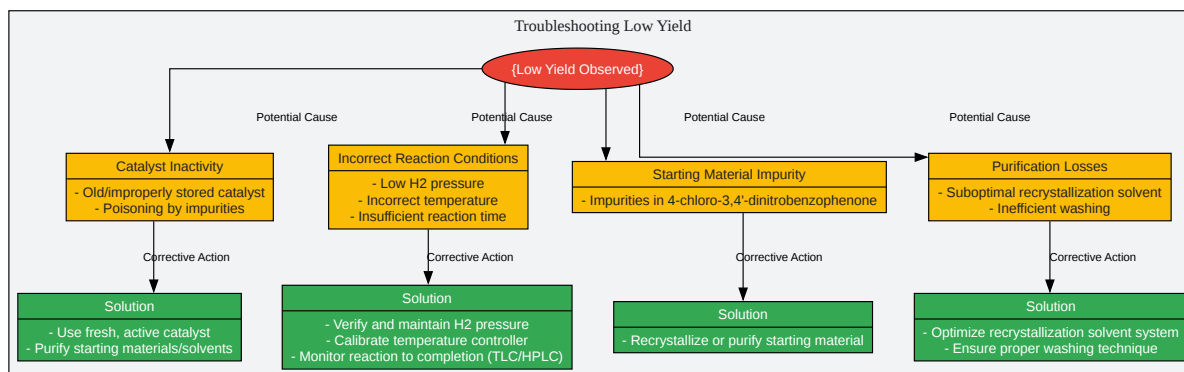 Troubleshooting Low Yield
{Low Yield Observed}
Potential Cause
Potential Cause
Potential Cause
Potential Cause
Catalyst Inactivity
- Old/improperly stored catalyst
- Poisoning by impurities
Incorrect Reaction Conditions
- Low H2 pressure
- Incorrect temperature
- Insufficient reaction time
Starting Material Impurity
- Impurities in 4-chloro-3,4'-dinitrobenzophenone
Purification Losses
- Suboptimal recrystallization solvent
- Inefficient washing
Corrective Action
Corrective Action
Corrective Action
Corrective Action
Solution
- Use fresh, active catalyst
- Purify starting materials/solvents
Solution
- Verify and maintain H2 pressure
- Calibrate temperature controller
- Monitor reaction to completion (TLC/HPLC)
Solution
- Recrystallize or purify starting material
Solution
- Optimize recrystallization solvent system
- Ensure proper washing technique